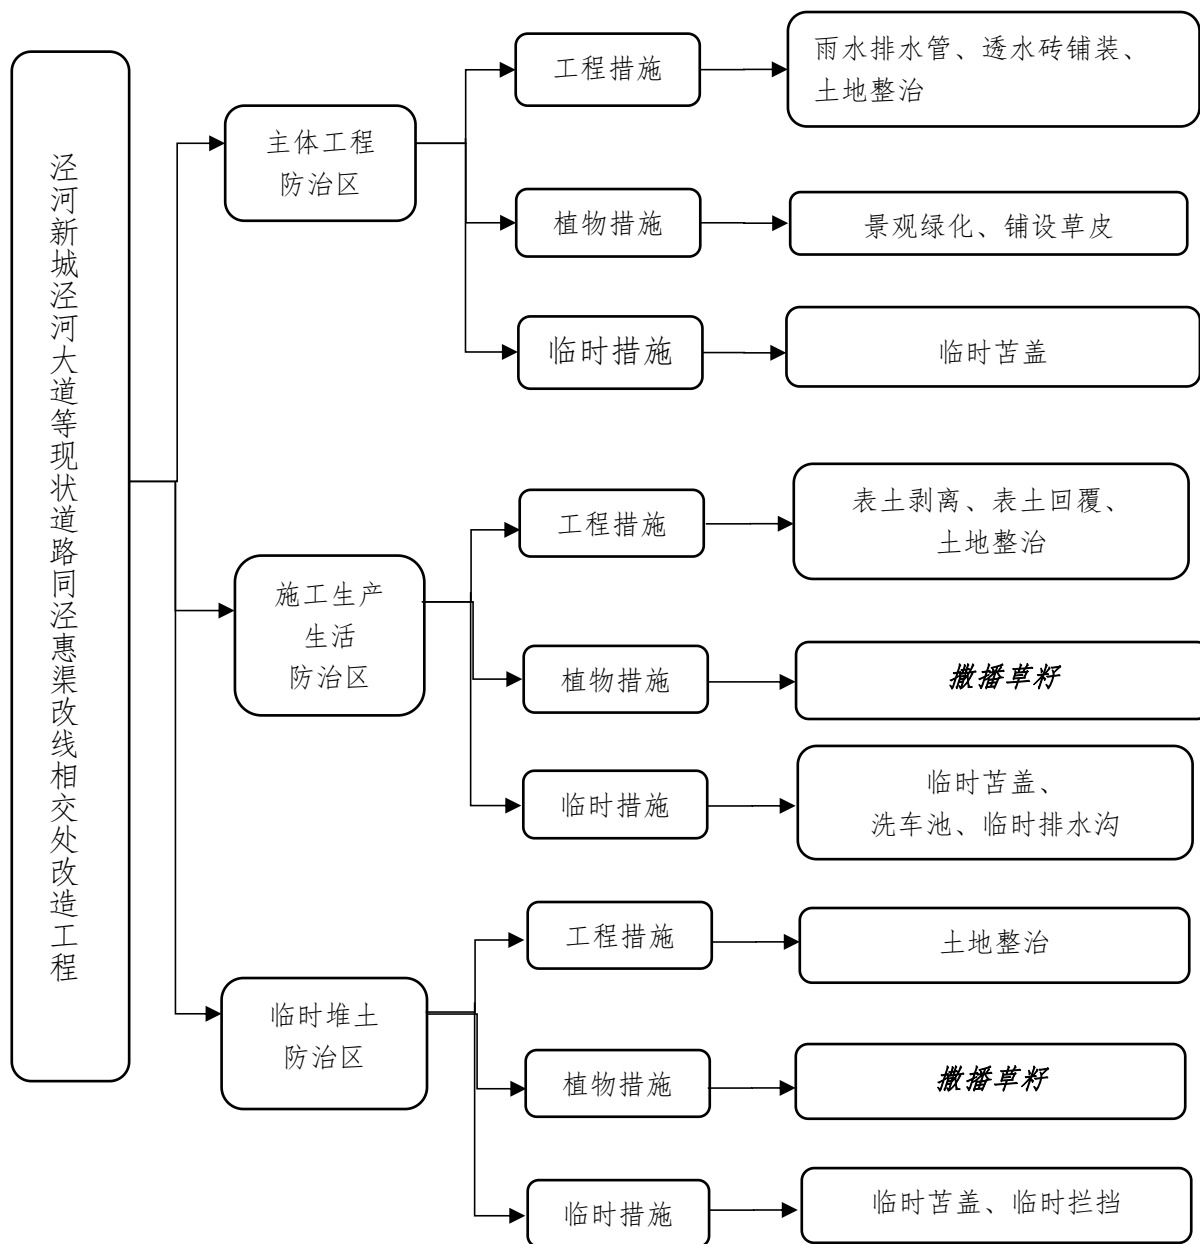 泾河新城泾河大道等现状道路同泾惠渠改线相交处改造工程
主体工程
防治区
工程措施
雨水排水管、透水砖铺装、
土地整治
植物措施
景观绿化、铺设草皮
临时措施
临时苫盖
施工生产
生活
防治区
工程措施
表土剥离、表土回覆、
土地整治
植物措施
撒播草籽
临时措施
临时苫盖、
洗车池、临时排水沟
临时堆土
防治区
工程措施
土地整治
植物措施
撒播草籽
临时措施
临时苫盖、临时拦挡